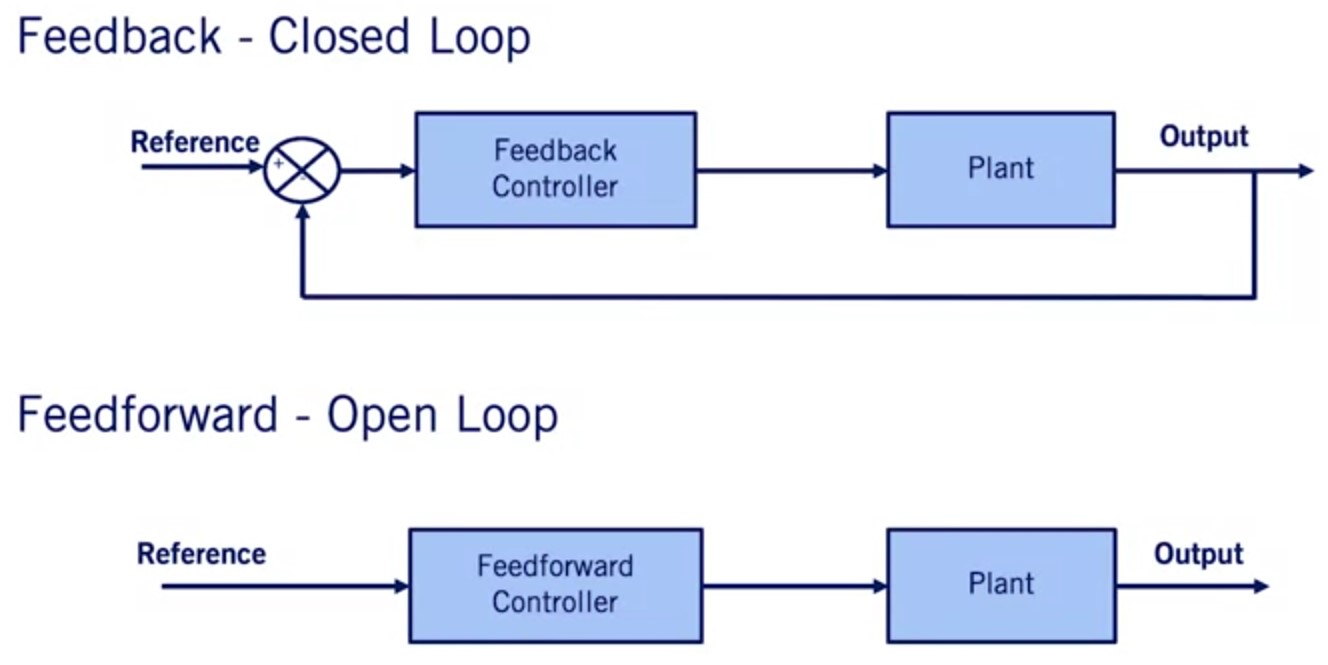 Feedback - Closed Loop
Reference
+
-
Feedback
Controller
Plant
Output
Feedforward - Open Loop
Reference
Feedforward
Controller
Plant
Output